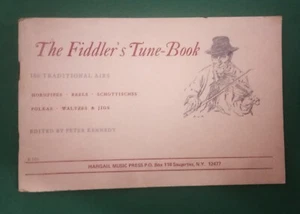 The Fiddler's Tune-Book
100 TRADITIONAL AIRS
HORNPIPES · REELS · SCHOTTISCHES
POLKAS · WALTZES & JIGS
EDITED BY PETER KENNEDY
HARGAIL MUSIC PRESS P.O. Box 118 Saugerties, N.Y. 12477